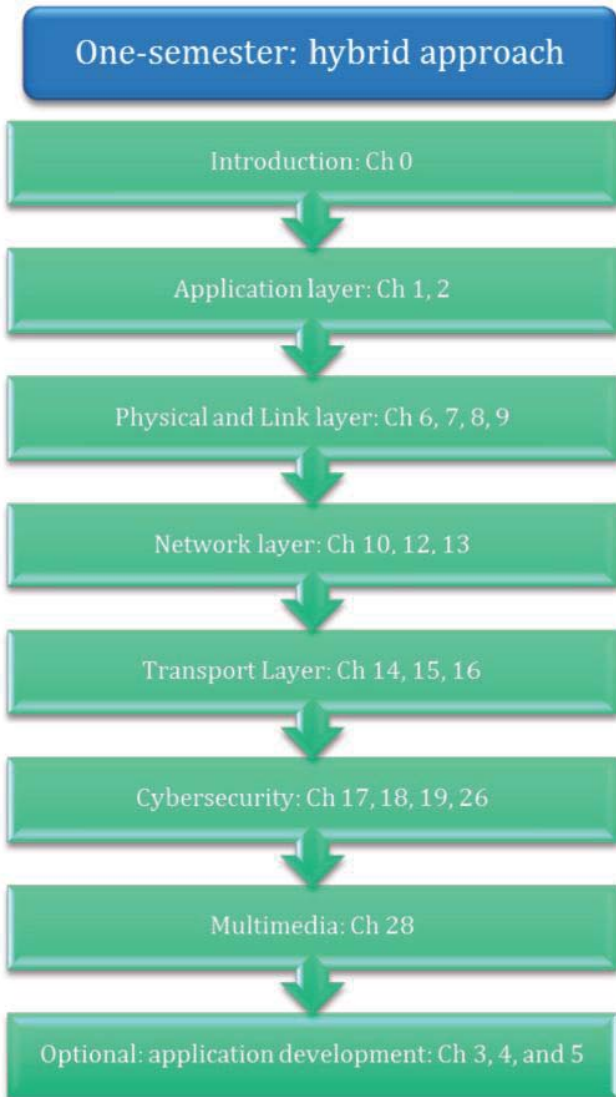 One-semester: hybrid approach
Introduction: Ch 0
Application layer: Ch 1, 2
Physical and Link layer: Ch 6, 7, 8, 9
Network layer: Ch 10, 12, 13
Transport Layer: Ch 14, 15, 16
Cybersecurity: Ch 17, 18, 19, 26
Multimedia: Ch 28
Optional: application development: Ch 3, 4, and 5